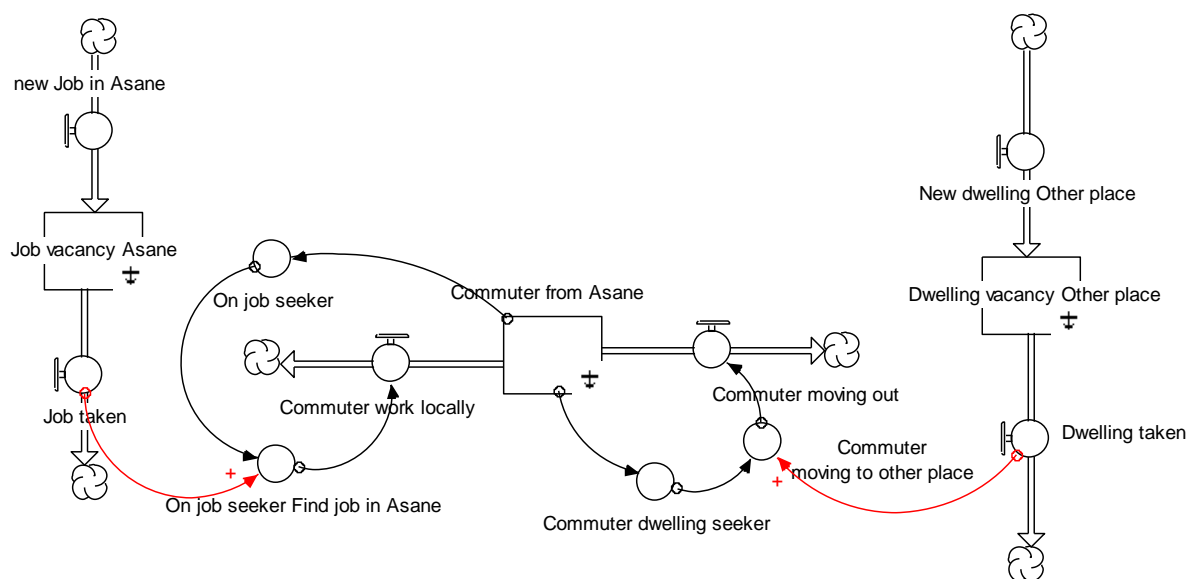 new Job in Asane
New dwelling Other place
Job vacancy Asane
On job seeker
Commuter from Asane
Dwelling vacancy Other place
Commuter work locally
Commuter moving out
Job taken
+
On job seeker Find job in Asane
Commuter dwelling seeker
Commuter
moving to other place
+
Dwelling taken